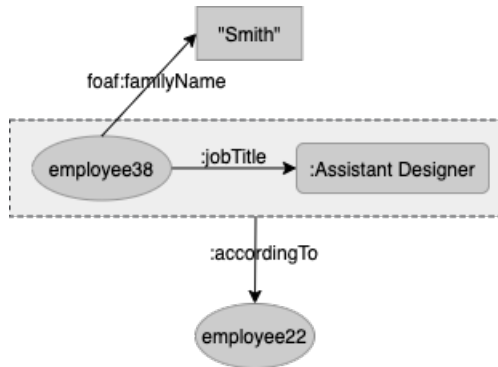 "Smith"
foaf:familyName
employee38
:jobTitle
:Assistant Designer
:accordingTo
employee22